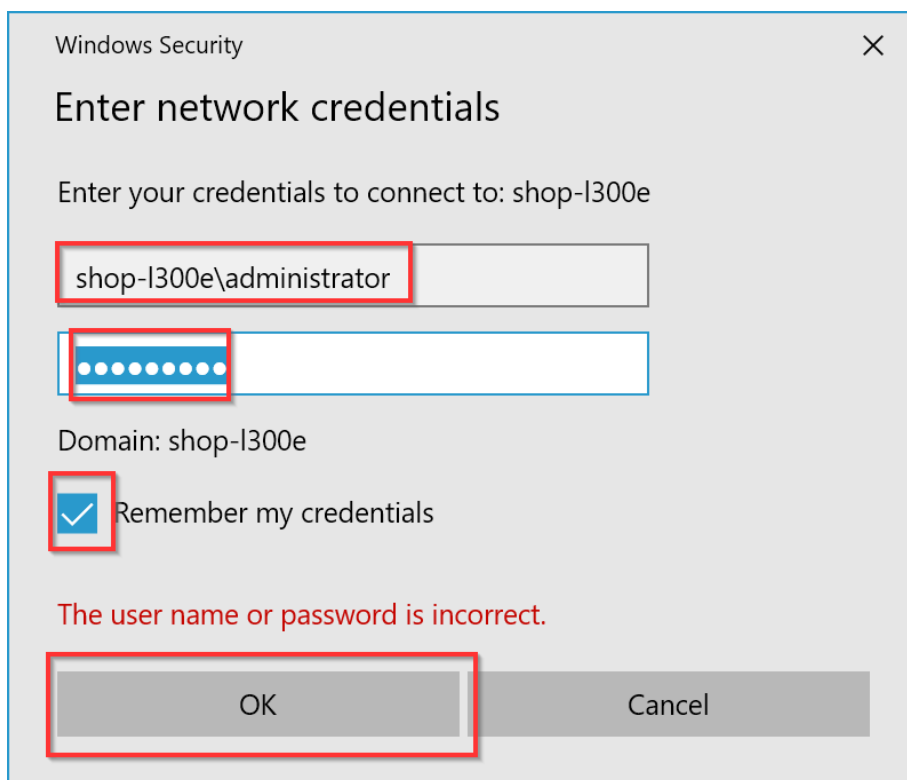 Windows Security
Enter network credentials
Enter your credentials to connect to: shop-l300e
shop-l300e\administrator
Domain: shop-l300e
Remember my credentials
The user name or password is incorrect.
OK
Cancel